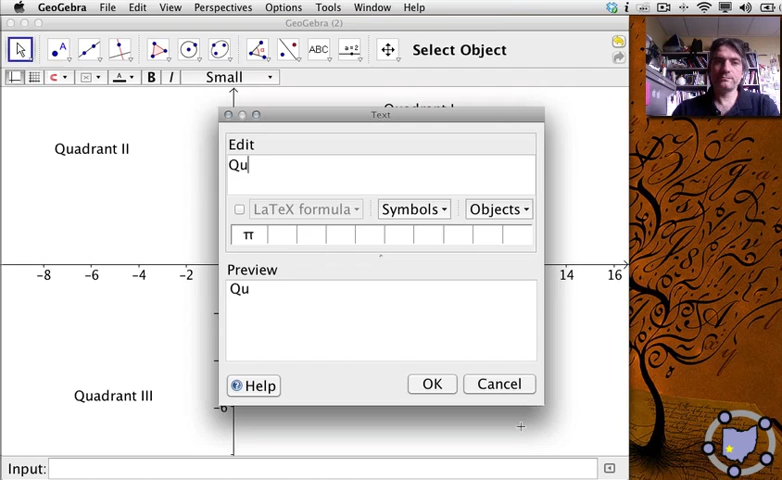 GeoGebra File Edit View Perspectives Options Tools Window Help
GeoGebra (2)
ABC a=2 Select Object
A B I Small
Quadrant II
Text
Edit
Qu
LaTeX formula Symbols Objects
π
Preview
Qu
Help OK Cancel
-8 -6 -4 -2 14 16
Quadrant III
-6
Input: